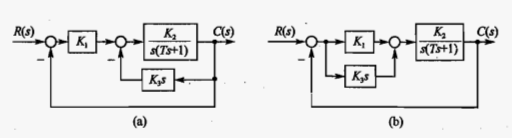 R(s) K₁ K₂ C(s) R(s) K₁ K₂ C(s)
s(Ts+1) s(Ts+1)
− − K₃s − K₃s
(a) (b)